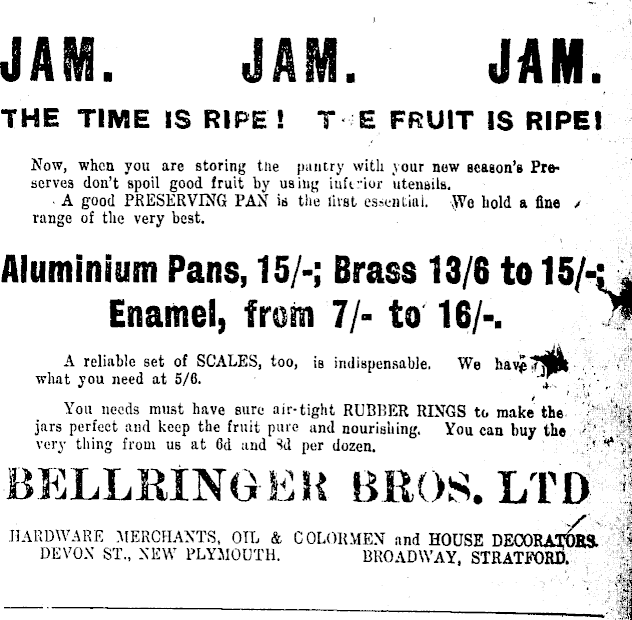 JAM. JAM. JAM.
THE TIME IS RIPE! THE FRUIT IS RIPE!
Now, when you are storing the pantry with your new season's Pre-
serves don't spoil good fruit by using inferior utensils.
A good PRESERVING PAN is the first essential. We hold a fine
range of the very best.
Aluminium Pans, 15/-; Brass 13/6 to 15/-;
Enamel, from 7/- to 16/-.
A reliable set of SCALES, too, is indispensable. We have
what you need at 5/6.
You needs must have sure air-tight RUBBER RINGS to make the
jars perfect and keep the fruit pure and nourishing. You can buy the
very thing from us at 6d and 8d per dozen.
BELLRINGER BROS. LTD
HARDWARE MERCHANTS, OIL & COLORMEN and HOUSE DECORATORS.
DEVON ST., NEW PLYMOUTH. BROADWAY, STRATFORD.